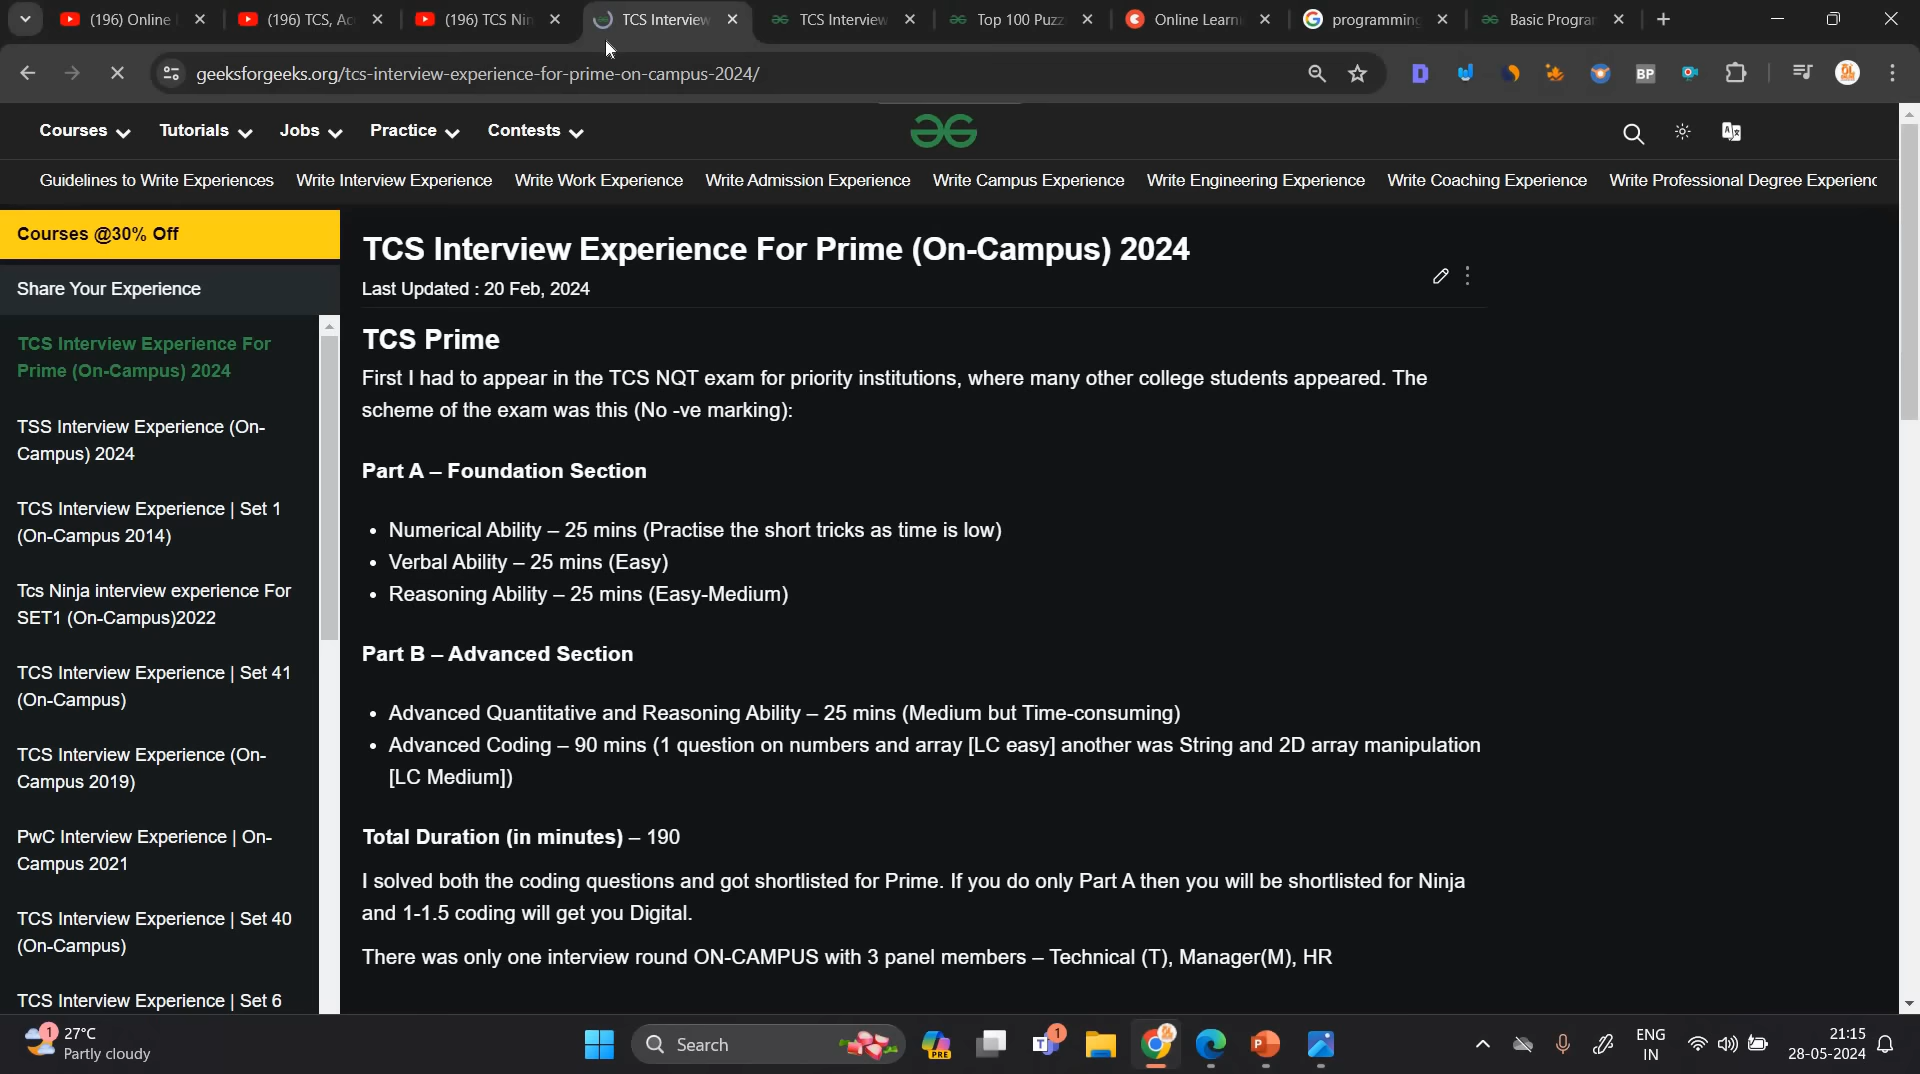 (196) Online
(196) TCS, Ac
(196) TCS Nin
TCS Interview
TCS Interview
Top 100 Puzz
Online Learni
programming
Basic Program
geeksforgeeks.org/tcs-interview-experience-for-prime-on-campus-2024/
BP
Courses
Tutorials
Jobs
Practice
Contests
Guidelines to Write Experiences
Write Interview Experience
Write Work Experience
Write Admission Experience
Write Campus Experience
Write Engineering Experience
Write Coaching Experience
Write Professional Degree Experienc
Courses @30% Off
Share Your Experience
TCS Interview Experience For
Prime (On-Campus) 2024
TSS Interview Experience (On-
Campus) 2024
TCS Interview Experience | Set 1
(On-Campus 2014)
Tcs Ninja interview experience For
SET1 (On-Campus)2022
TCS Interview Experience | Set 41
(On-Campus)
TCS Interview Experience (On-
Campus 2019)
PwC Interview Experience | On-
Campus 2021
TCS Interview Experience | Set 40
(On-Campus)
TCS Interview Experience | Set 6
TCS Interview Experience For Prime (On-Campus) 2024
Last Updated : 20 Feb, 2024
TCS Prime
First I had to appear in the TCS NQT exam for priority institutions, where many other college students appeared. The
scheme of the exam was this (No -ve marking):
Part A – Foundation Section
• Numerical Ability – 25 mins (Practise the short tricks as time is low)
• Verbal Ability – 25 mins (Easy)
• Reasoning Ability – 25 mins (Easy-Medium)
Part B – Advanced Section
• Advanced Quantitative and Reasoning Ability – 25 mins (Medium but Time-consuming)
• Advanced Coding – 90 mins (1 question on numbers and array [LC easy] another was String and 2D array manipulation
[LC Medium])
Total Duration (in minutes) – 190
I solved both the coding questions and got shortlisted for Prime. If you do only Part A then you will be shortlisted for Ninja
and 1-1.5 coding will get you Digital.
There was only one interview round ON-CAMPUS with 3 panel members – Technical (T), Manager(M), HR
1
27°C
Partly cloudy
Search
PRE
1
ENG
IN
21:15
28-05-2024